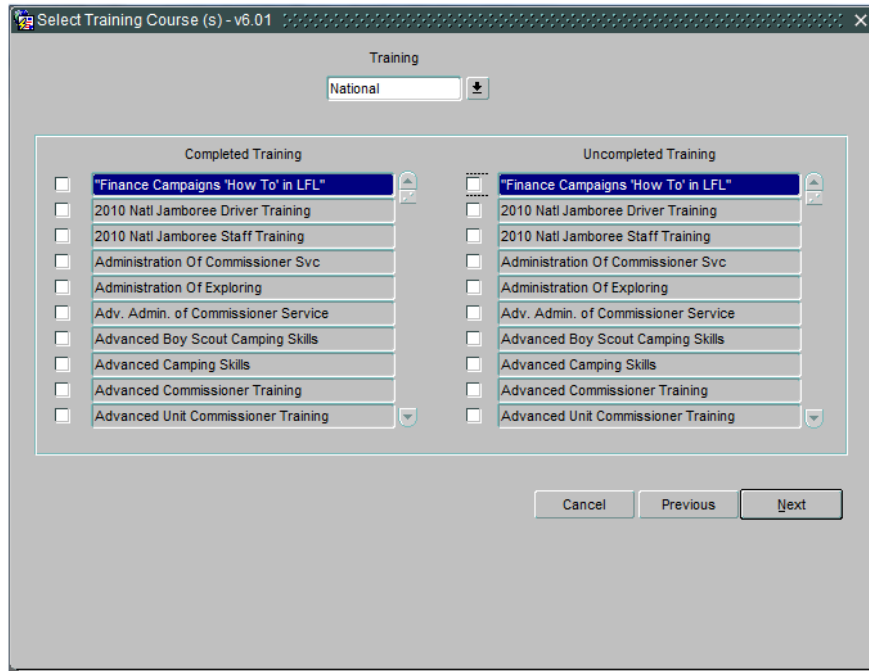 Select Training Course (s) - v6.01
Training
National
Completed Training
"Finance Campaigns 'How To' in LFL"
2010 Natl Jamboree Driver Training
2010 Natl Jamboree Staff Training
Administration Of Commissioner Svc
Administration Of Exploring
Adv. Admin. of Commissioner Service
Advanced Boy Scout Camping Skills
Advanced Camping Skills
Advanced Commissioner Training
Advanced Unit Commissioner Training
Uncompleted Training
"Finance Campaigns 'How To' in LFL"
2010 Natl Jamboree Driver Training
2010 Natl Jamboree Staff Training
Administration Of Commissioner Svc
Administration Of Exploring
Adv. Admin. of Commissioner Service
Advanced Boy Scout Camping Skills
Advanced Camping Skills
Advanced Commissioner Training
Advanced Unit Commissioner Training
Cancel
Previous
Next